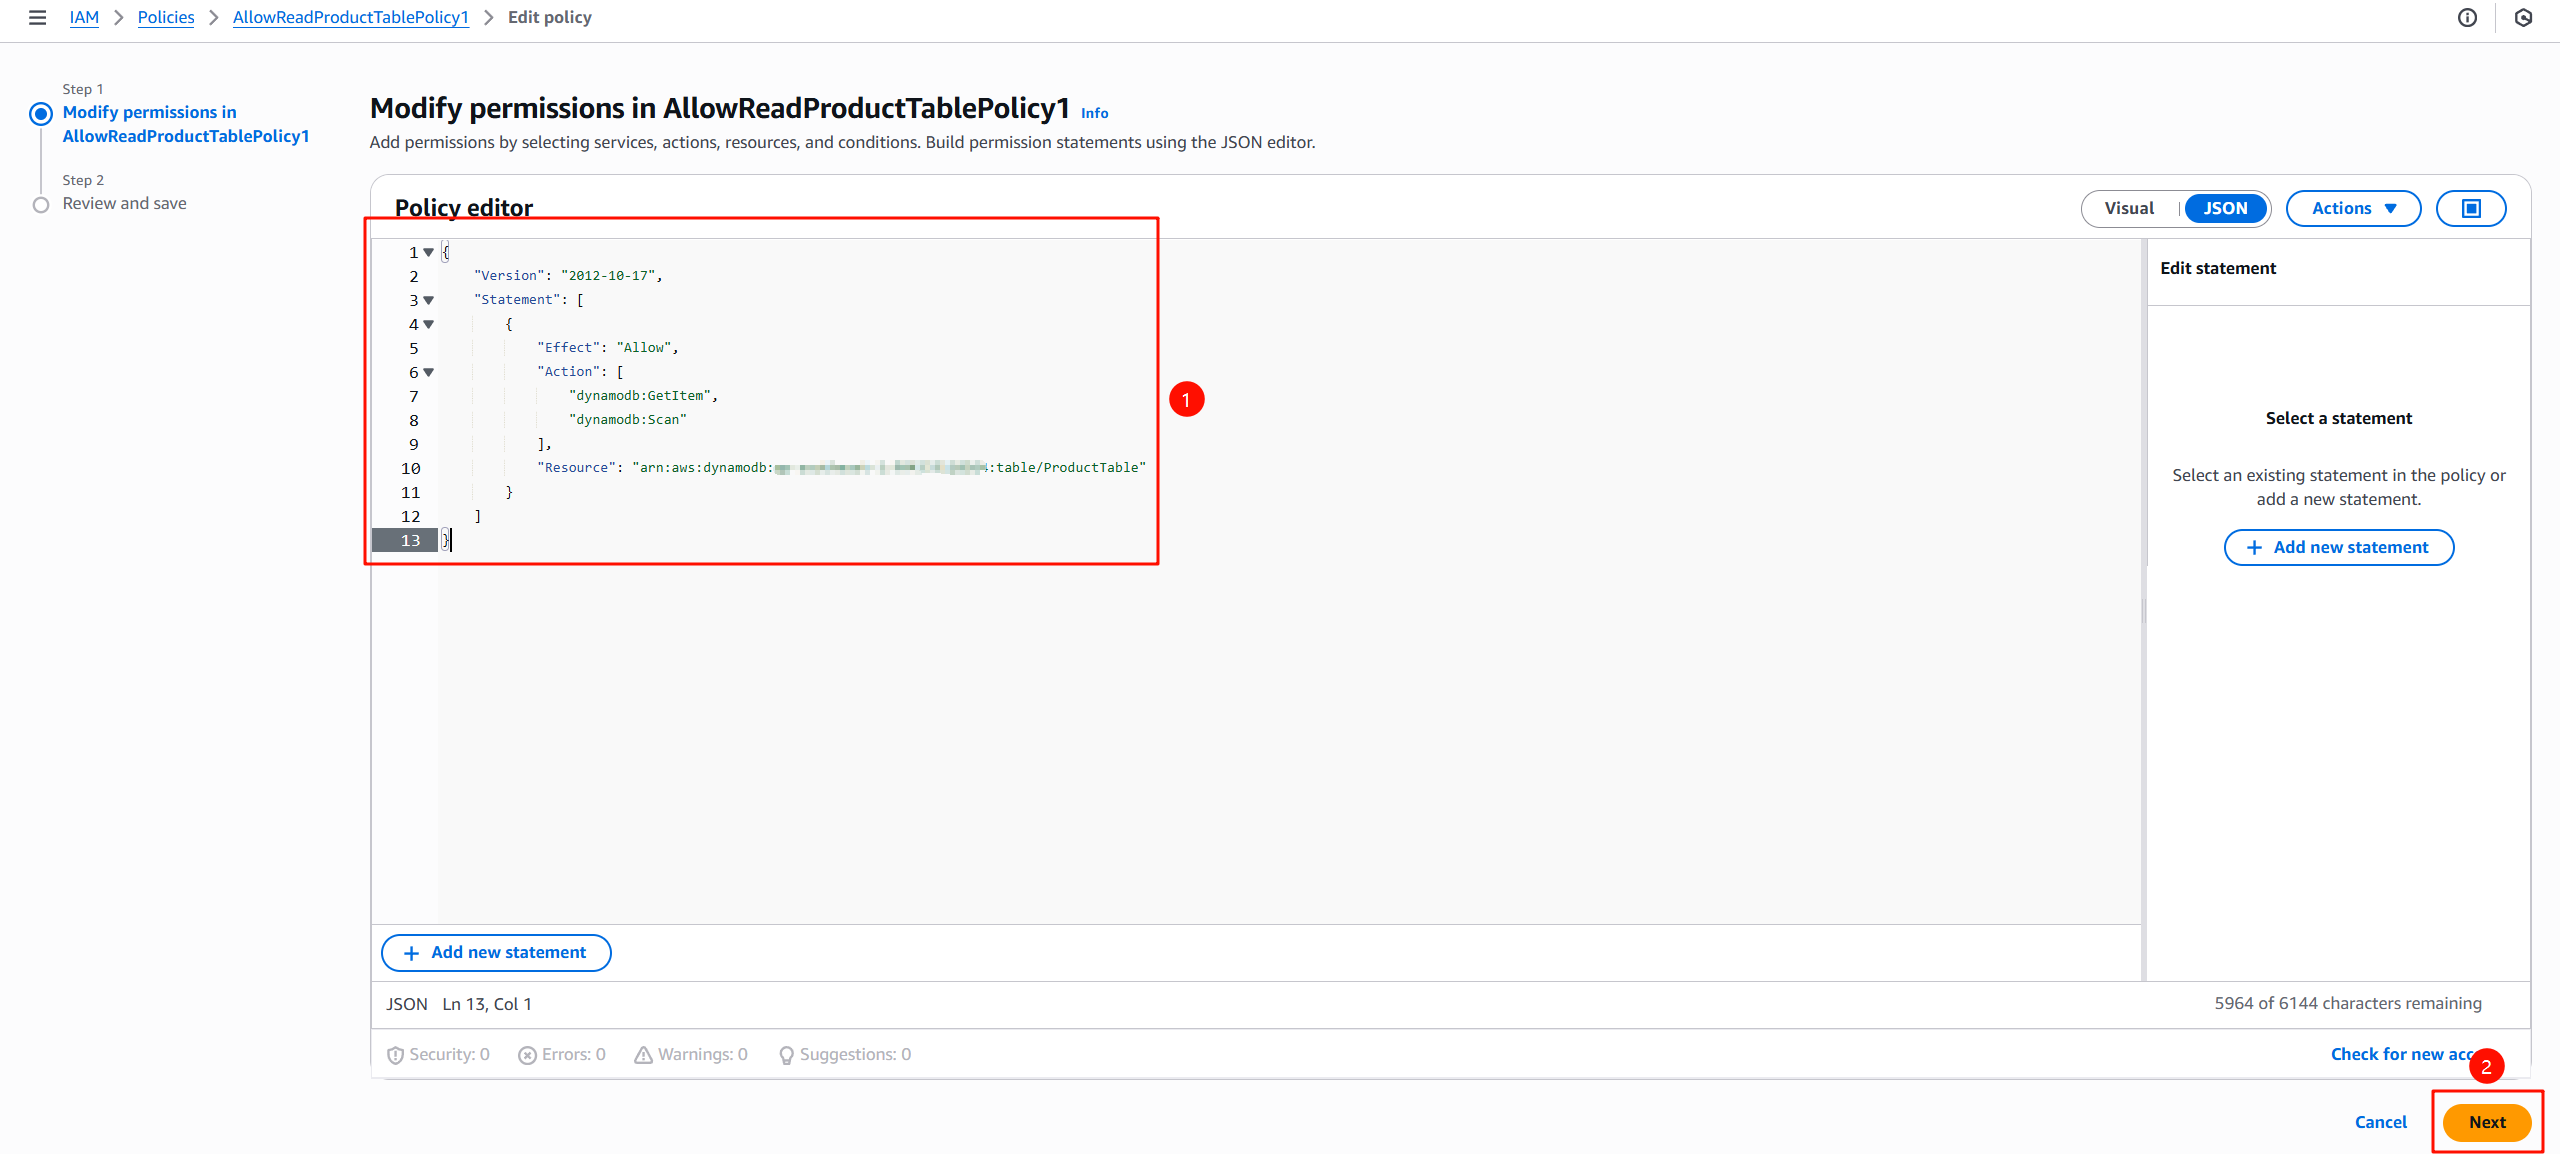 IAM > Policies > AllowReadProductTablePolicy1 > Edit policy
Step 1
Modify permissions in
AllowReadProductTablePolicy1
Step 2
Review and save
Modify permissions in AllowReadProductTablePolicy1 Info
Add permissions by selecting services, actions, resources, and conditions. Build permission statements using the JSON editor.
Policy editor
Visual | JSON
Actions
1 {
2 "Version": "2012-10-17",
3 "Statement": [
4 {
5 "Effect": "Allow",
6 "Action": [
7 "dynamodb:GetItem",
8 "dynamodb:Scan"
9 ],
10 "Resource": "arn:aws:dynamodb: :table/ProductTable"
11 }
12 ]
13 }
1
Edit statement
Select a statement
Select an existing statement in the policy or
add a new statement.
+ Add new statement
+ Add new statement
JSON Ln 13, Col 1
5964 of 6144 characters remaining
Security: 0 Errors: 0 Warnings: 0 Suggestions: 0
Check for new acc
2
Cancel
Next